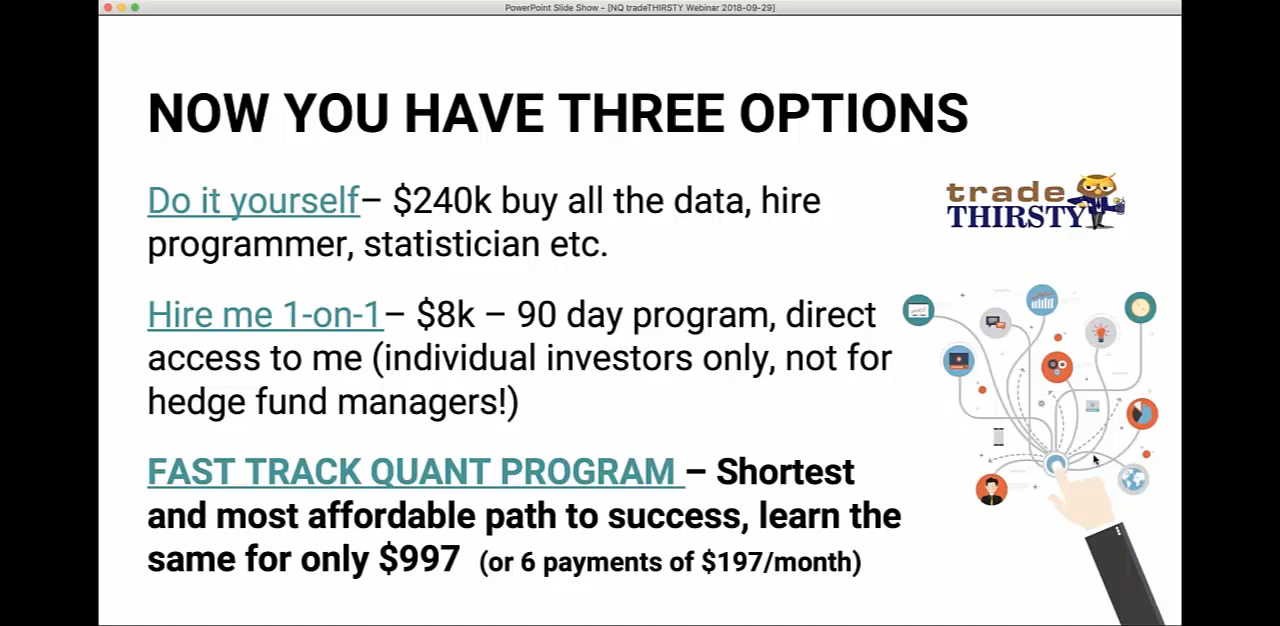 PowerPoint Slide Show - [NQ tradeTHIRSTY Webinar 2018-09-29]
NOW YOU HAVE THREE OPTIONS
Do it yourself– $240k buy all the data, hire
programmer, statistician etc.
trade
THIRSTY
Hire me 1-on-1– $8k – 90 day program, direct
access to me (individual investors only, not for
hedge fund managers!)
FAST TRACK QUANT PROGRAM – Shortest
and most affordable path to success, learn the
same for only $997 (or 6 payments of $197/month)